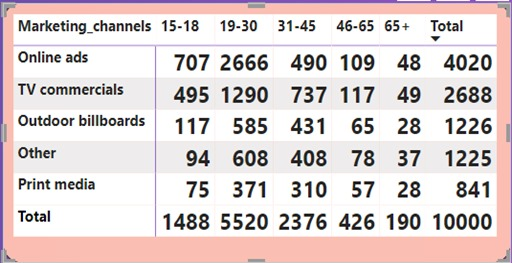 Marketing_channels 15-18 19-30 31-45 46-65 65+ Total
Online ads 707 2666 490 109 48 4020
TV commercials 495 1290 737 117 49 2688
Outdoor billboards 117 585 431 65 28 1226
Other 94 608 408 78 37 1225
Print media 75 371 310 57 28 841
Total 1488 5520 2376 426 190 10000